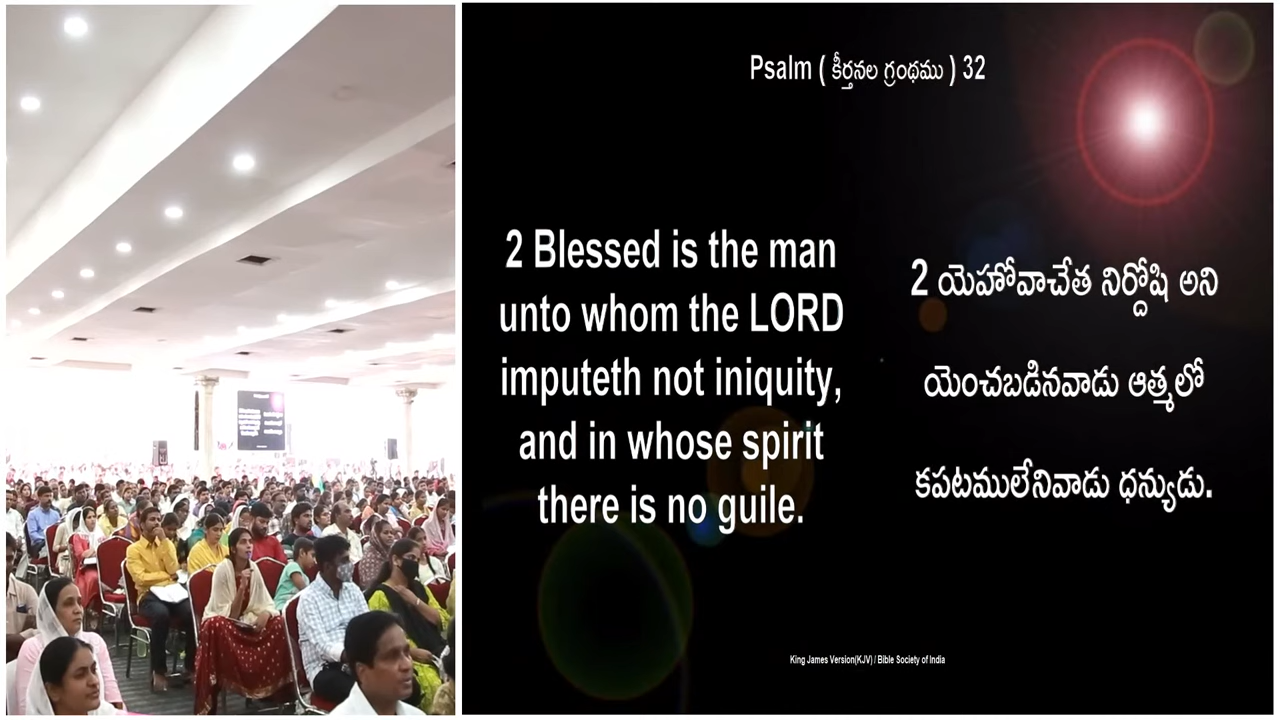 Psalm ( కీర్తనల గ్రంథము ) 32
2 Blessed is the man
unto whom the LORD
imputeth not iniquity,
and in whose spirit
there is no guile.
2 యెహోవాచేత నిర్దోషి అని
యెంచబడినవాడు ఆత్మలో
కపటములేనివాడు ధన్యుడు.
King James Version(KJV) / Bible Society of India